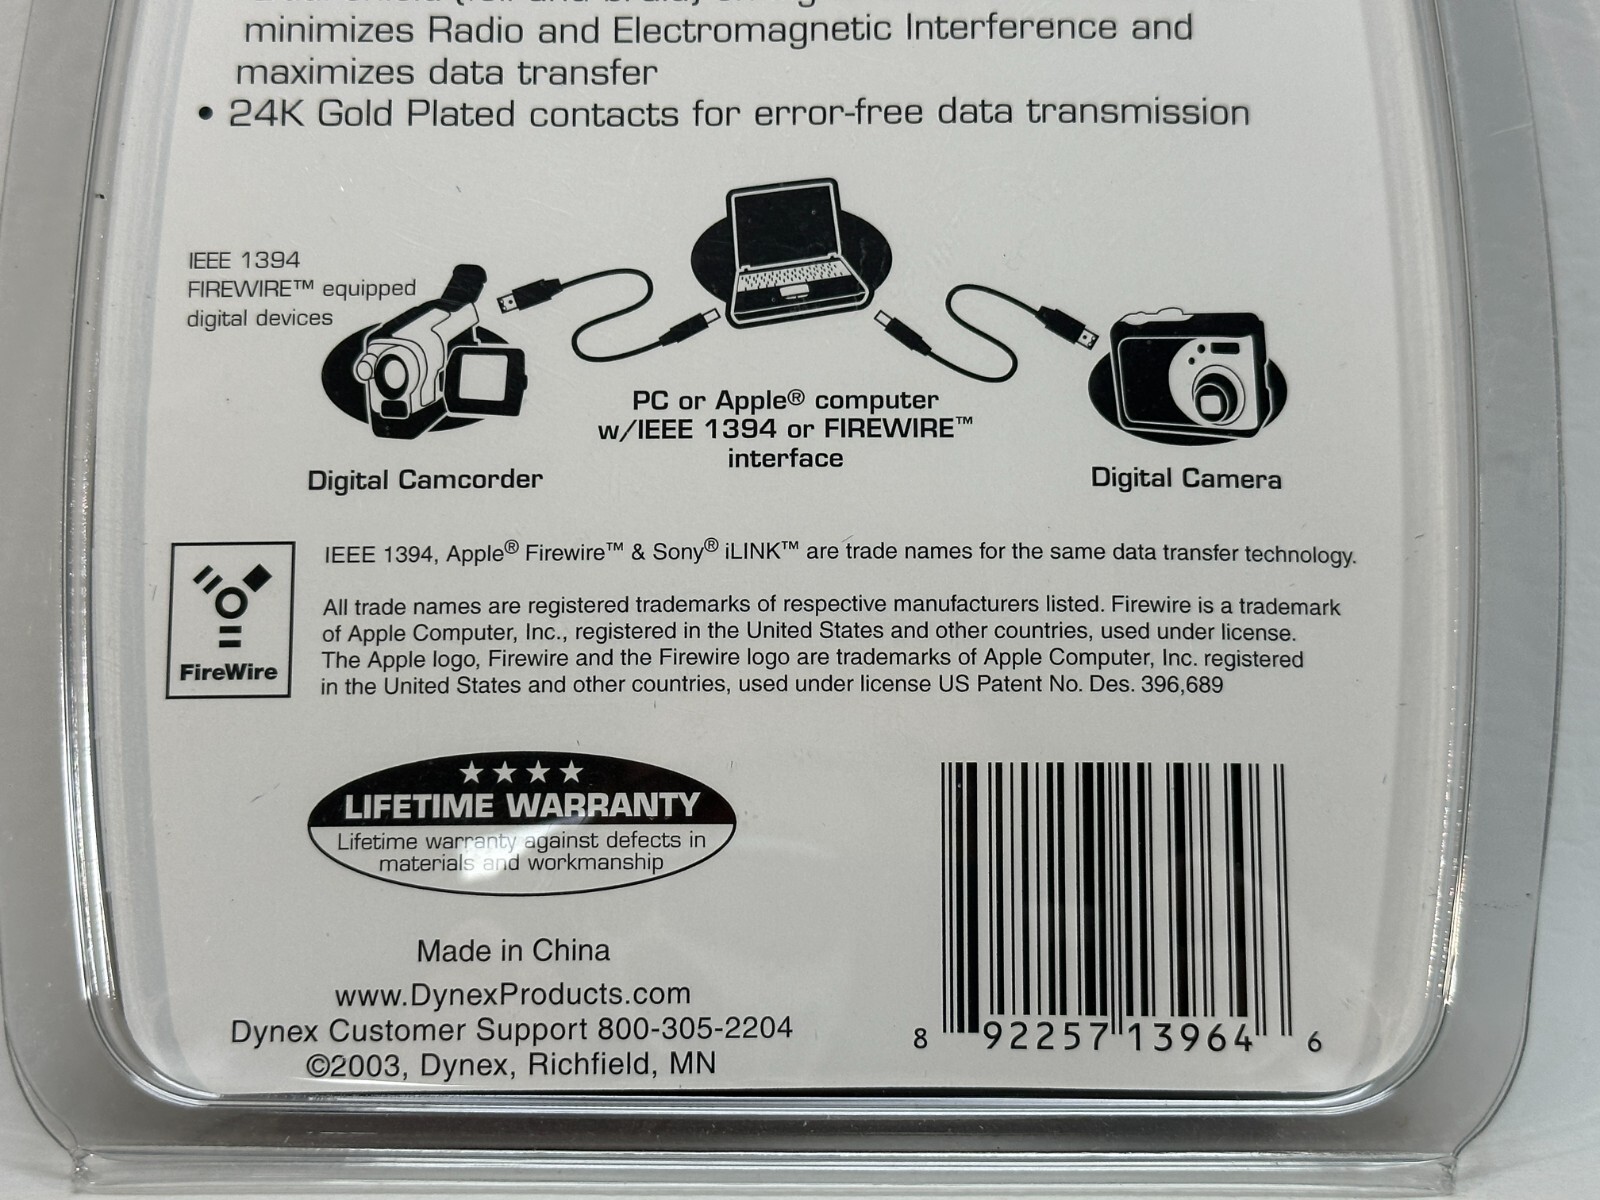 minimizes Radio and Electromagnetic Interference and
maximizes data transfer
• 24K Gold Plated contacts for error-free data transmission
IEEE 1394
FIREWIRE™ equipped
digital devices
PC or Apple® computer
w/IEEE 1394 or FIREWIRE™
interface
Digital Camcorder
Digital Camera
IEEE 1394, Apple® Firewire™ & Sony® iLINK™ are trade names for the same data transfer technology.
All trade names are registered trademarks of respective manufacturers listed. Firewire is a trademark
of Apple Computer, Inc., registered in the United States and other countries, used under license.
The Apple logo, Firewire and the Firewire logo are trademarks of Apple Computer, Inc. registered
in the United States and other countries, used under license US Patent No. Des. 396,689
FireWire
LIFETIME WARRANTY
Lifetime warranty against defects in
materials and workmanship
Made in China
www.DynexProducts.com
Dynex Customer Support 800-305-2204
©2003, Dynex, Richfield, MN
8 92257 13964 6